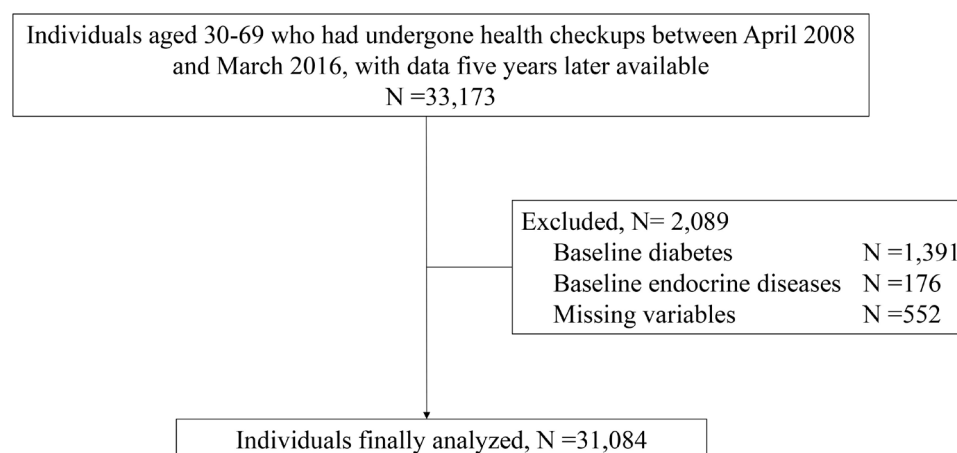 Individuals aged 30-69 who had undergone health checkups between April 2008
and March 2016, with data five years later available
N =33,173
Excluded, N= 2,089
Baseline diabetes N =1,391
Baseline endocrine diseases N =176
Missing variables N =552
Individuals finally analyzed, N =31,084